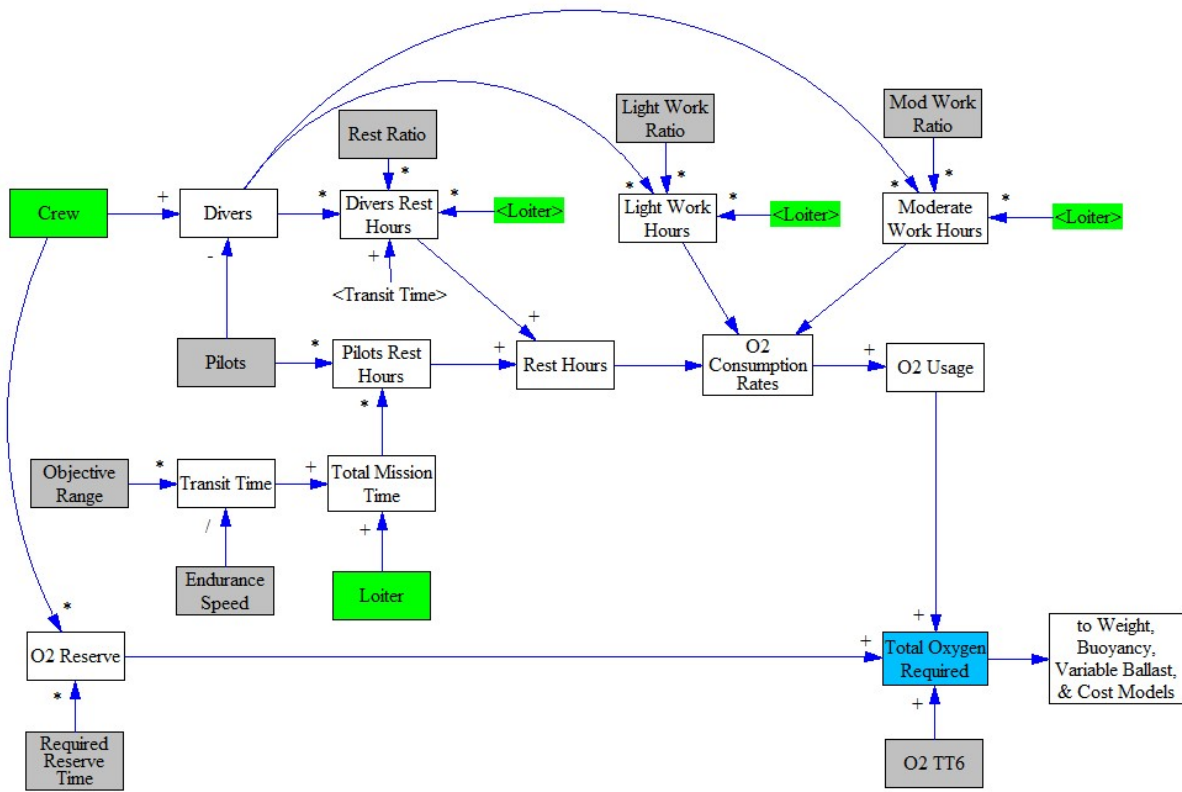 Light Work
Ratio
Mod Work
Ratio
Rest Ratio
*
*
*
*
*
Crew
+
Divers
*
Divers Rest
Hours
*
<Loiter>
*
Light Work
Hours
*
<Loiter>
*
Moderate
Work Hours
*
<Loiter>
-
+
<Transit Time>
+
Pilots
*
Pilots Rest
Hours
+
Rest Hours
O2
Consumption
Rates
+
O2 Usage
*
Objective
Range
*
Transit Time
+
Total Mission
Time
/
+
Endurance
Speed
Loiter
*
O2 Reserve
+
+
Total Oxygen
Required
to Weight,
Buoyancy,
Variable Ballast,
& Cost Models
*
+
Required
Reserve
Time
O2 TT6